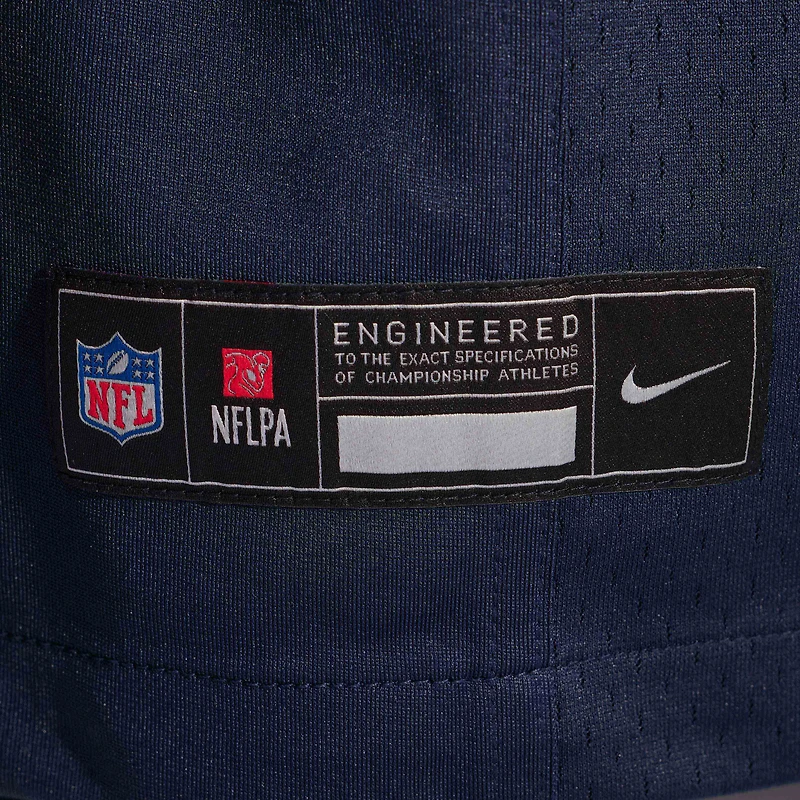 NFL
NFLPA
ENGINEERED
TO THE EXACT SPECIFICATIONS
OF CHAMPIONSHIP ATHLETES